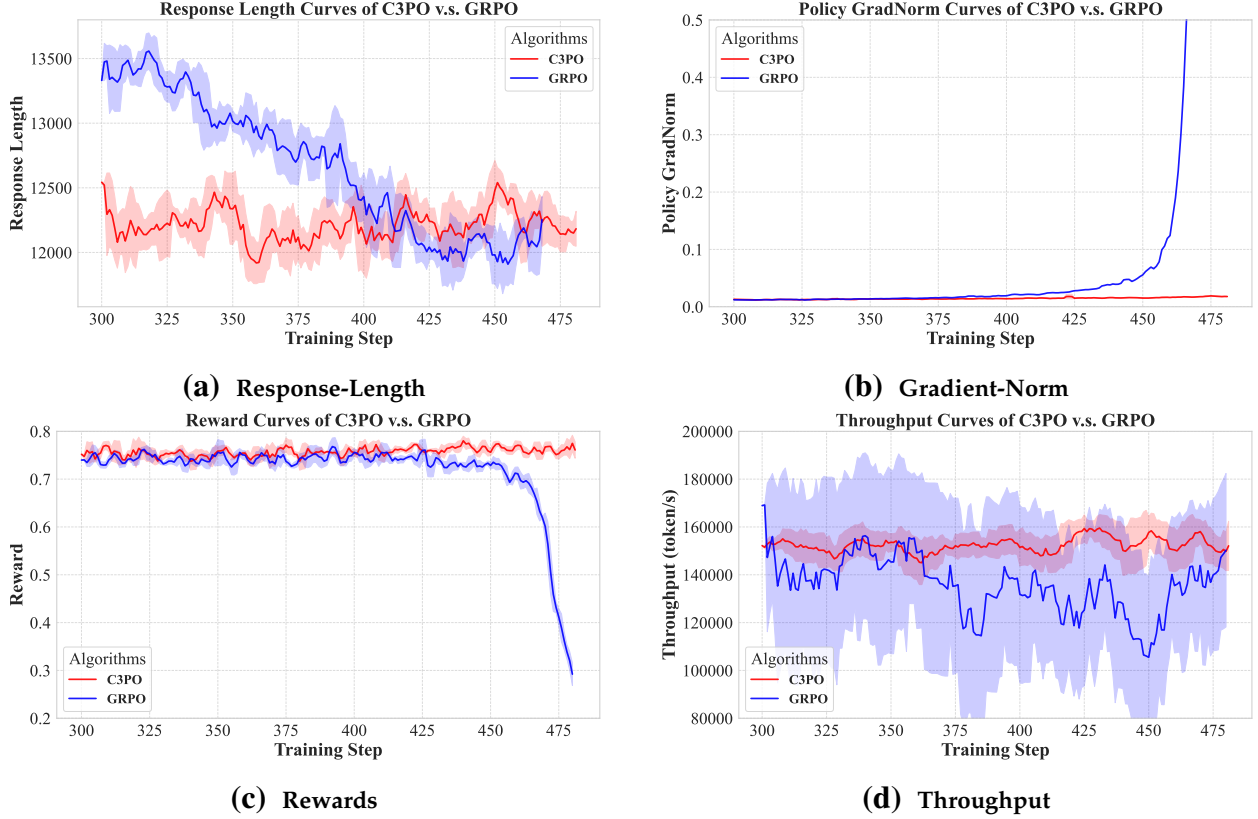 Response Length Curves of C3PO v.s. GRPO
Algorithms
C3PO
GRPO
13500
13000
12500
12000
Response Length
300 325 350 375 400 425 450 475
Training Step
(a) Response-Length
Policy GradNorm Curves of C3PO v.s. GRPO
Algorithms
C3PO
GRPO
0.5
0.4
0.3
0.2
0.1
0.0
Policy GradNorm
300 325 350 375 400 425 450 475
Training Step
(b) Gradient-Norm
Reward Curves of C3PO v.s. GRPO
0.8
0.7
0.6
0.5
0.4
0.3
0.2
Reward
Algorithms
C3PO
GRPO
300 325 350 375 400 425 450 475
Training Step
(c) Rewards
Throughput Curves of C3PO v.s. GRPO
200000
180000
160000
140000
120000
100000
80000
Throughput (token/s)
Algorithms
C3PO
GRPO
300 325 350 375 400 425 450 475
Training Step
(d) Throughput